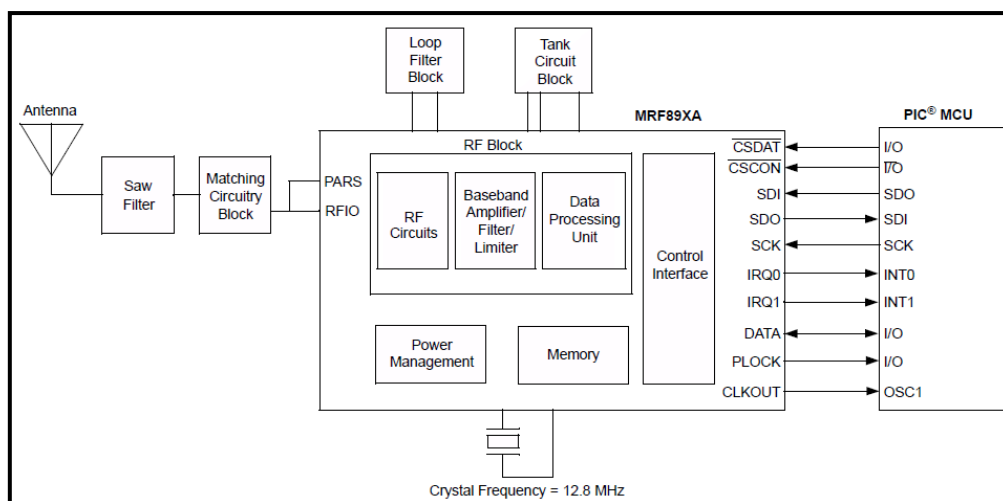 Loop
Filter
Block
Tank
Circuit
Block
Antenna
MRF89XA
PIC® MCU
Saw
Filter
Matching
Circuitry
Block
PARS
RFIO
RF Block
RF
Circuits
Baseband
Amplifier/
Filter/
Limiter
Data
Processing
Unit
Control
Interface
Power
Management
Memory
CSDAT
I/O
CSCON
I/O
SDI
SDO
SDO
SDI
SCK
SCK
IRQ0
INT0
IRQ1
INT1
DATA
I/O
PLOCK
I/O
CLKOUT
OSC1
Crystal Frequency = 12.8 MHz